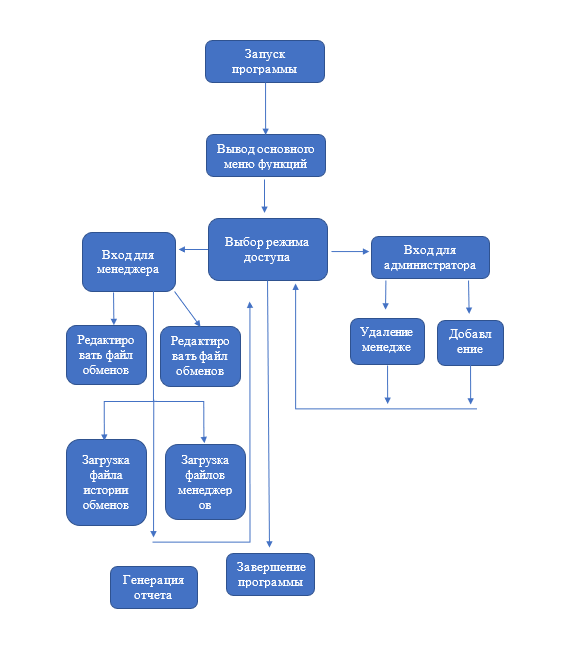 Запуск
программы
Вывод основного
меню функций
Выбор режима
доступа
Вход для
менеджера
Вход для
администратора
Редактиро
вать файл
обменов
Редактиро
вать файл
обменов
Удаление
менедже
Добавл
ение
Загрузка
файла
истории
обменов
Загрузка
файлов
менеджер
ов
Генерация
отчета
Завершение
программы